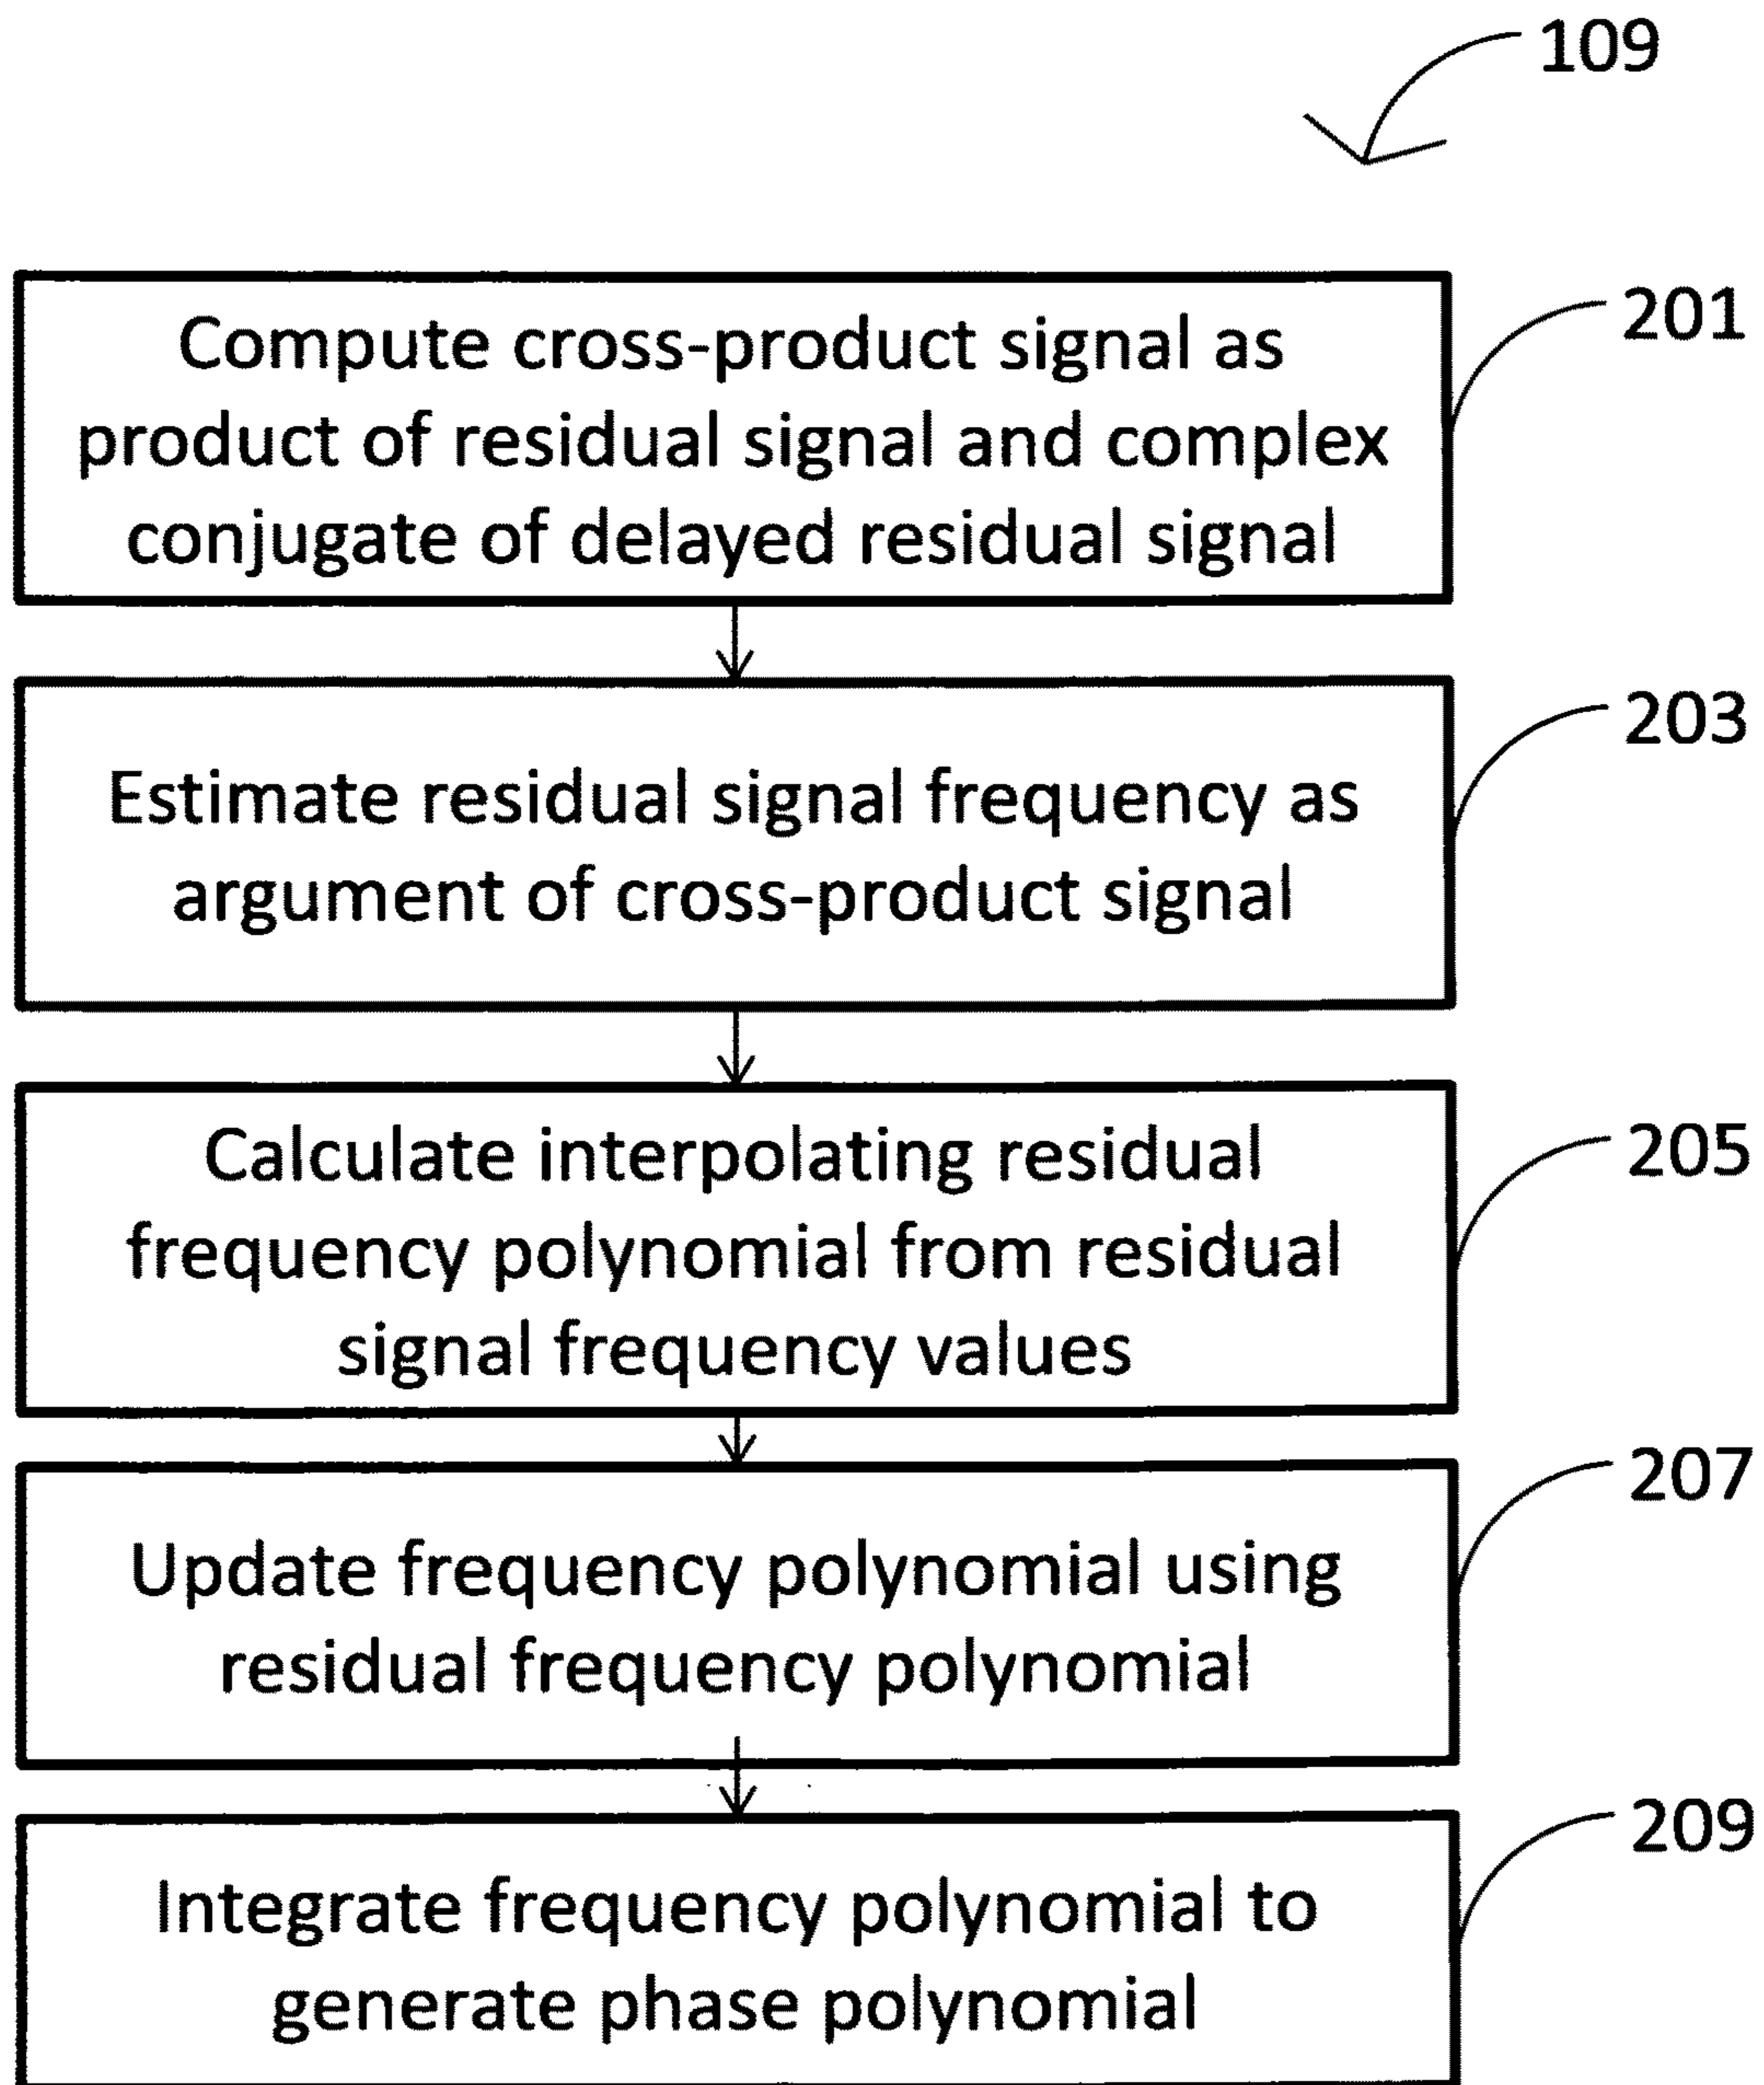 109
Compute cross-product signal as
product of residual signal and complex
conjugate of delayed residual signal
201
Estimate residual signal frequency as
argument of cross-product signal
203
Calculate interpolating residual
frequency polynomial from residual
signal frequency values
205
Update frequency polynomial using
residual frequency polynomial
207
Integrate frequency polynomial to
generate phase polynomial
209